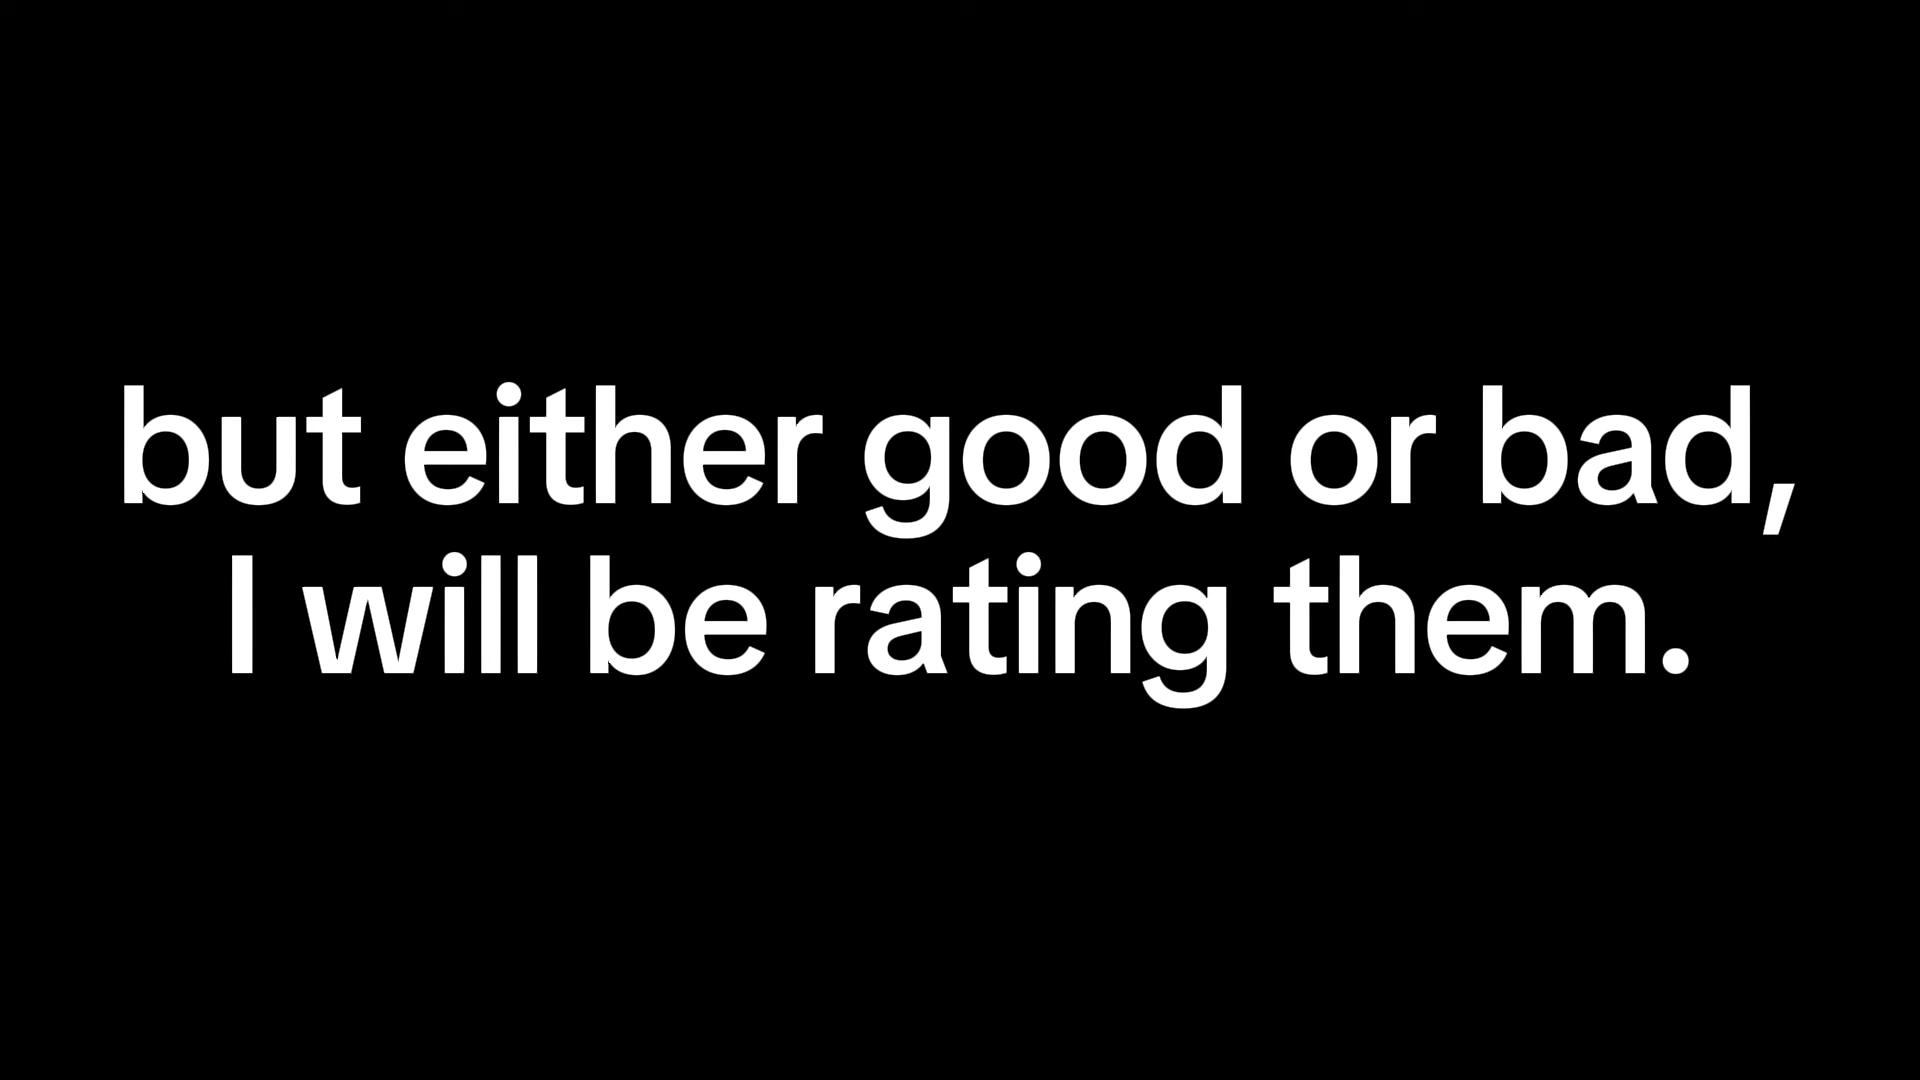 but either good or bad,
I will be rating them.